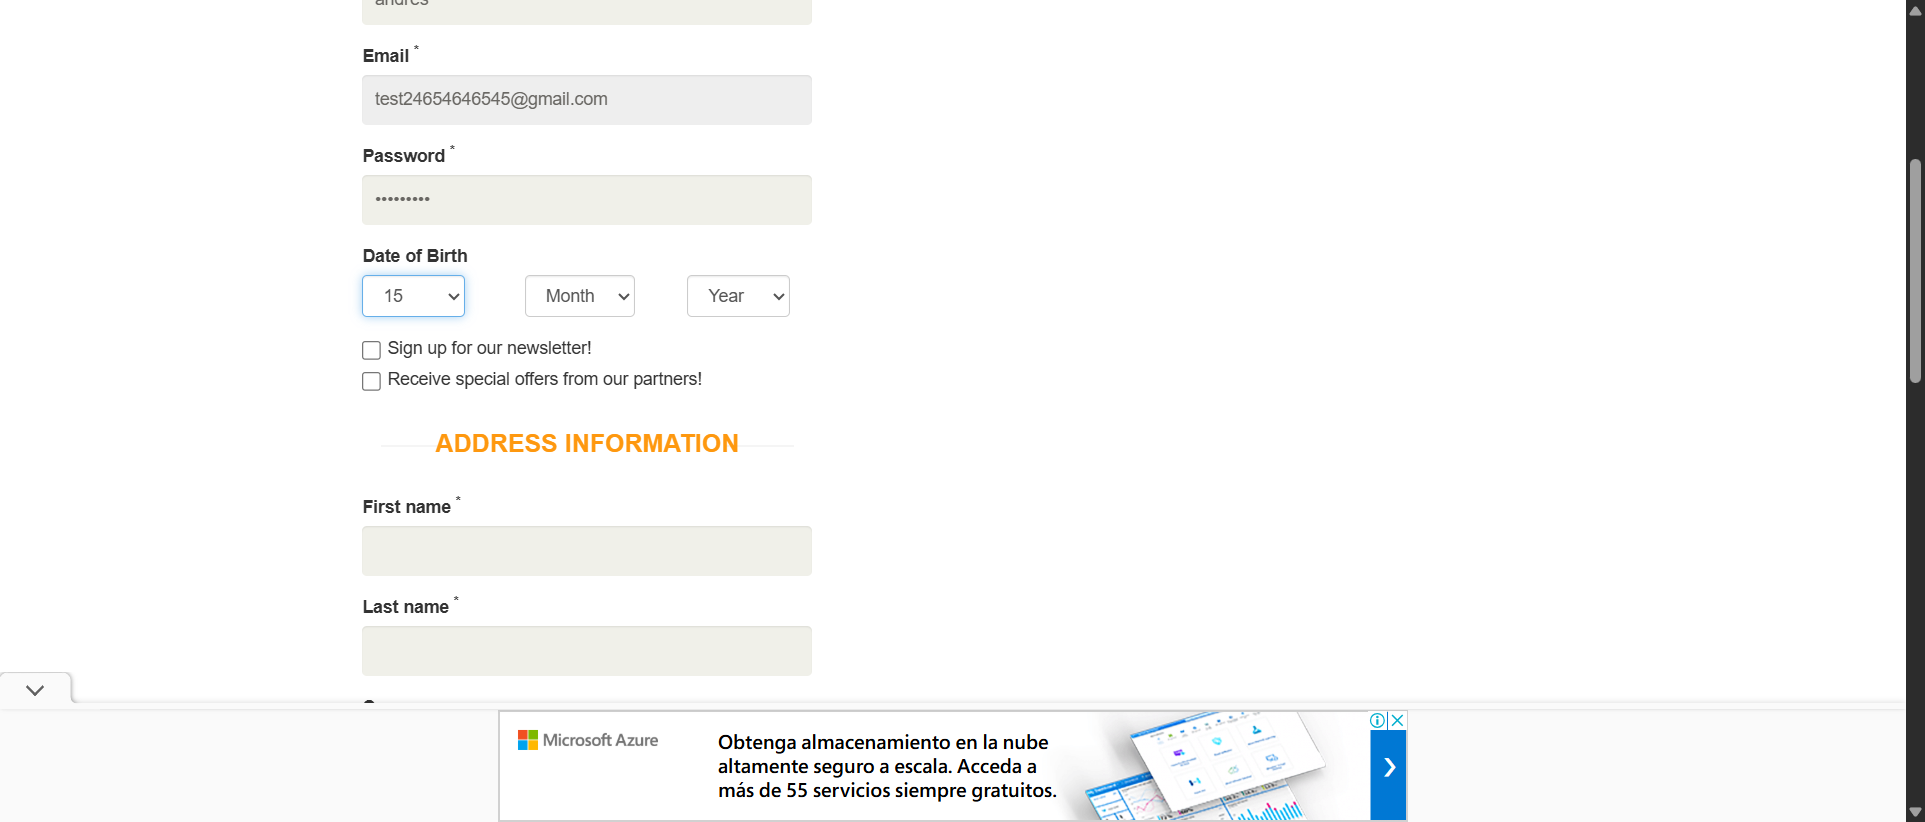 andres
Email *
test24654646545@gmail.com
Password *
•••••••••
Date of Birth
15 Month Year
Sign up for our newsletter!
Receive special offers from our partners!
ADDRESS INFORMATION
First name *
Last name *
Microsoft Azure
Obtenga almacenamiento en la nube
altamente seguro a escala. Acceda a
más de 55 servicios siempre gratuitos.